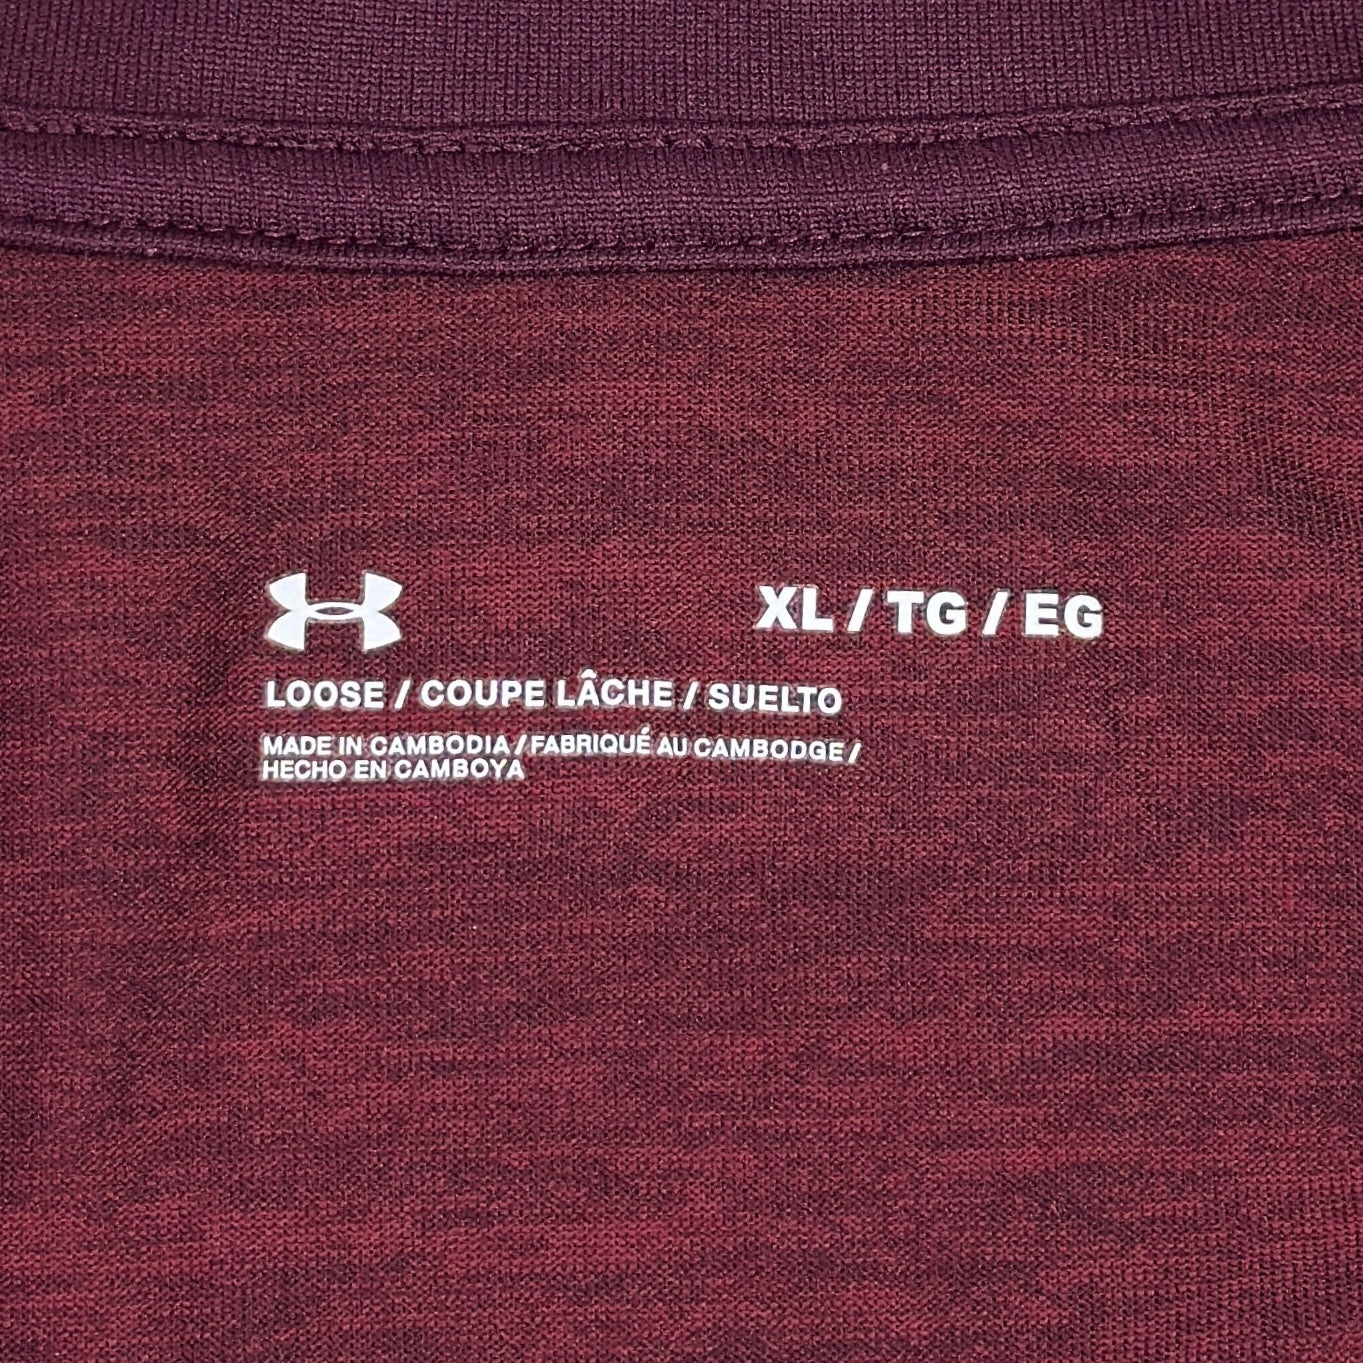 XL / TG / EG
LOOSE / COUPE LÂCHE / SUELTO
MADE IN CAMBODIA / FABRIQUÉ AU CAMBODGE /
HECHO EN CAMBOYA